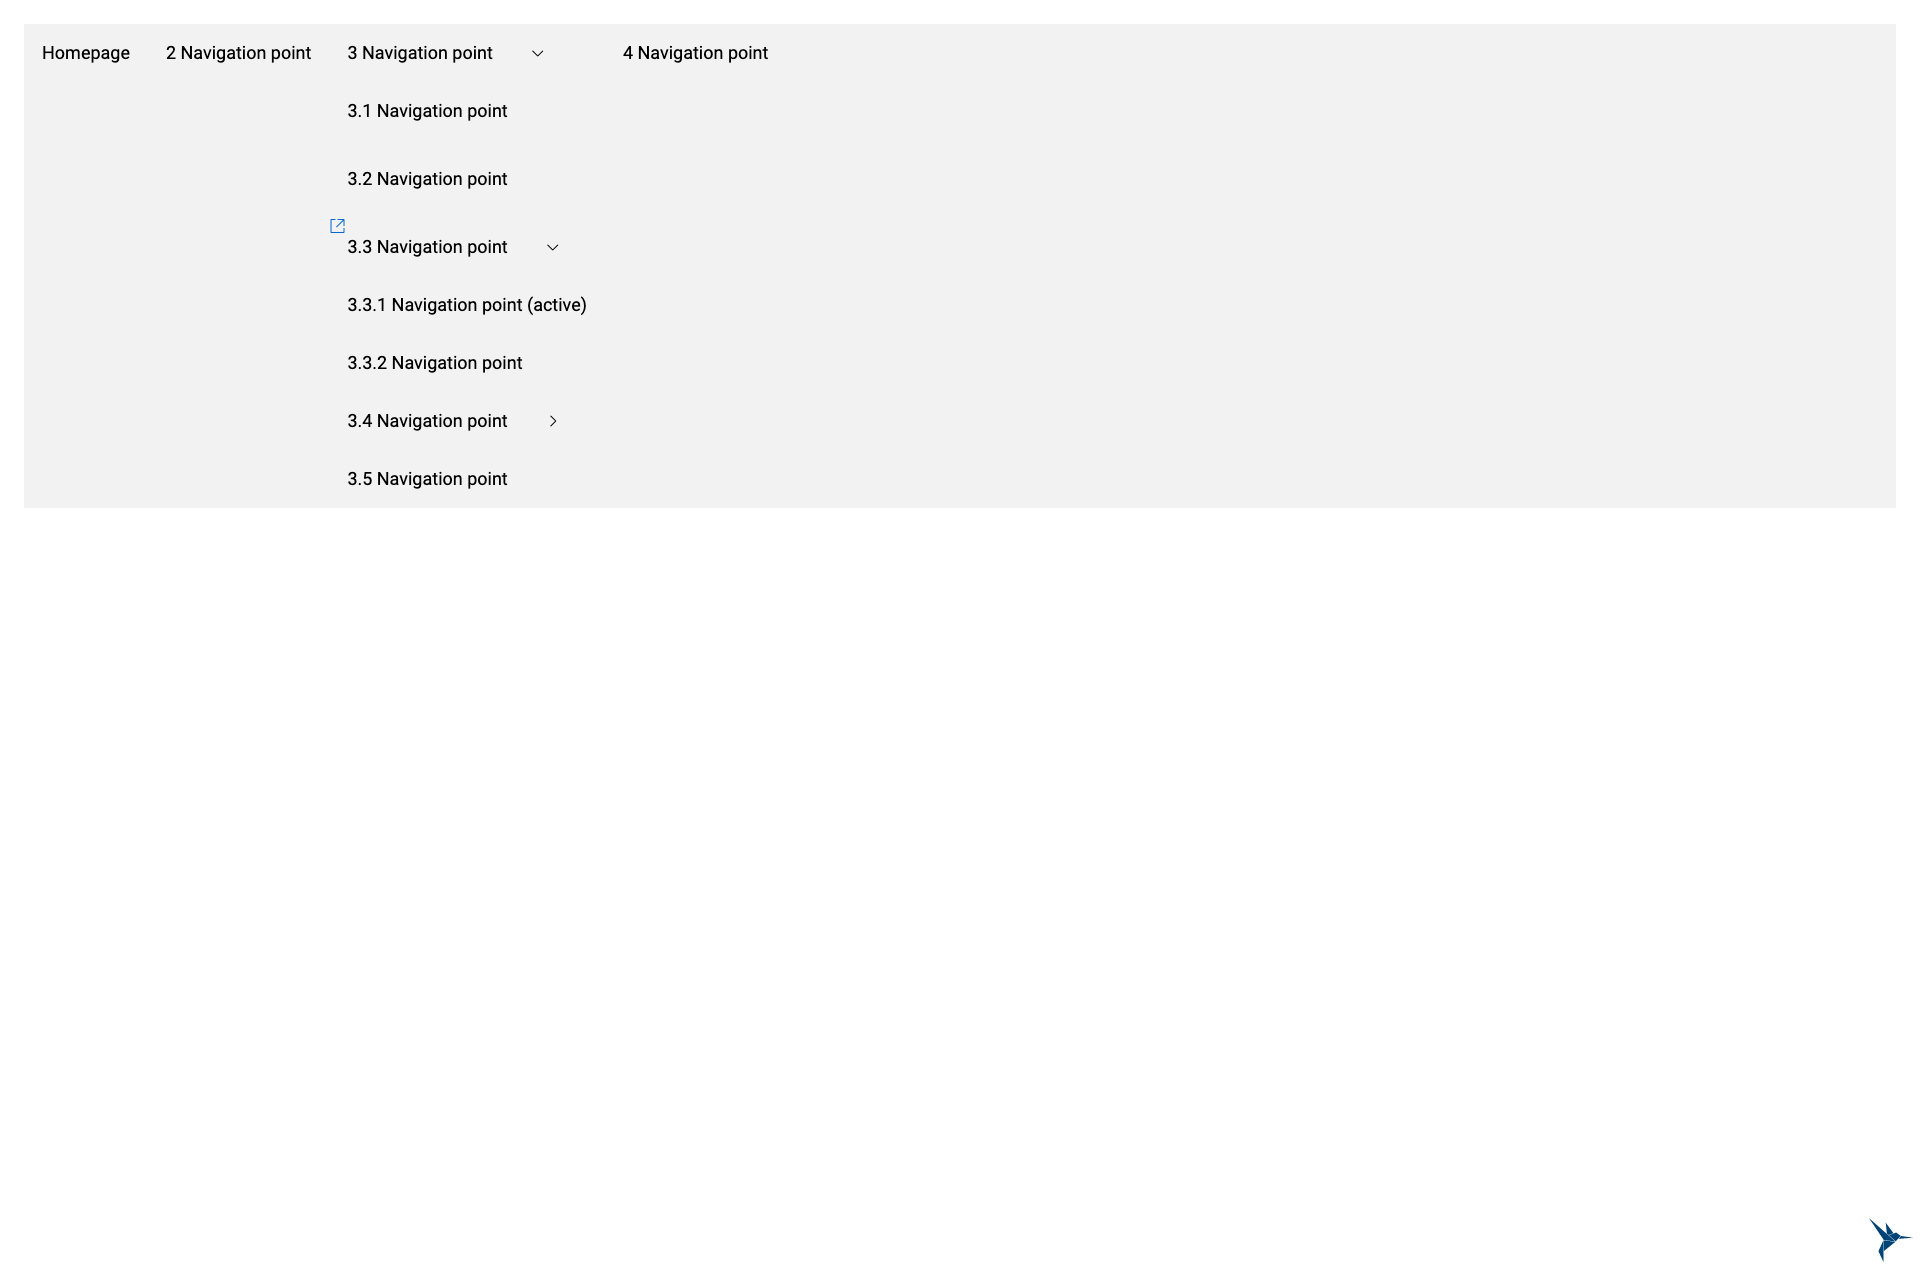 Homepage 2 Navigation point 3 Navigation point 4 Navigation point
3.1 Navigation point
3.2 Navigation point
3.3 Navigation point
3.3.1 Navigation point (active)
3.3.2 Navigation point
3.4 Navigation point
3.5 Navigation point